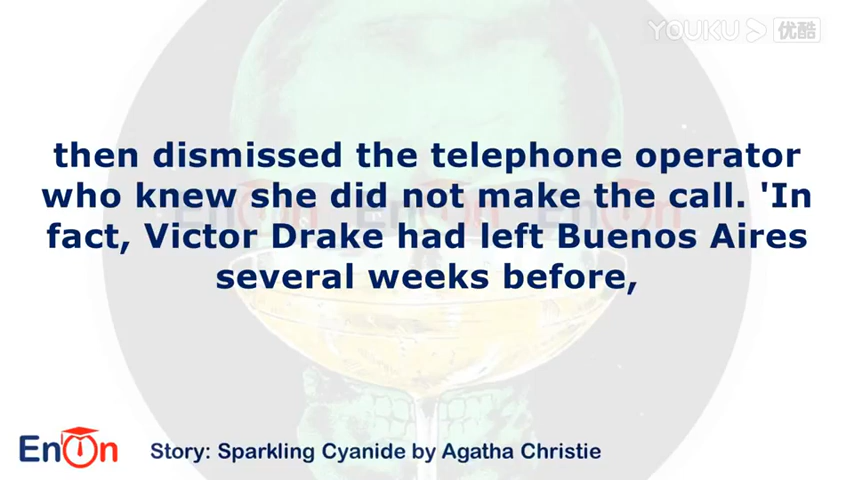 YOUKU 优酷
then dismissed the telephone operator
who knew she did not make the call. 'In
fact, Victor Drake had left Buenos Aires
several weeks before,
EnOn
Story: Sparkling Cyanide by Agatha Christie